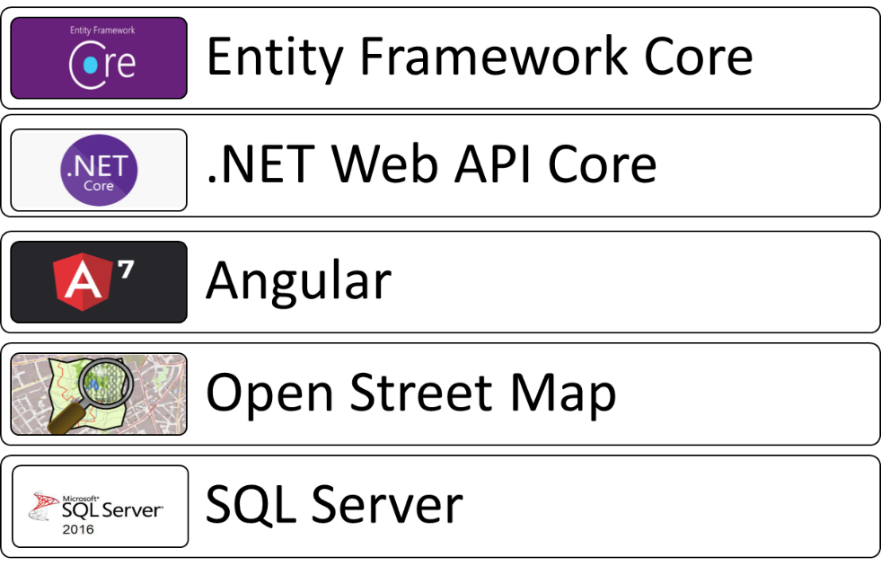 Entity Framework
Core
Entity Framework Core
.NET
Core
.NET Web API Core
A 7
Angular
Open Street Map
Microsoft
SQL Server
2016
SQL Server